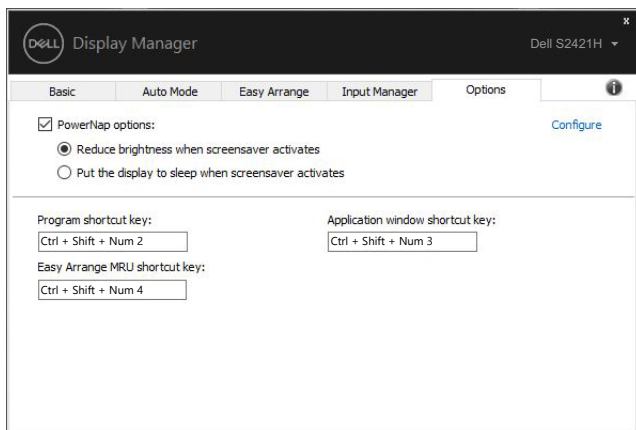 x
DELL Display Manager
Dell S2421H
Basic
Auto Mode
Easy Arrange
Input Manager
Options
PowerNap options:
Configure
Reduce brightness when screensaver activates
Put the display to sleep when screensaver activates
Program shortcut key:
Application window shortcut key:
Ctrl + Shift + Num 2
Ctrl + Shift + Num 3
Easy Arrange MRU shortcut key:
Ctrl + Shift + Num 4